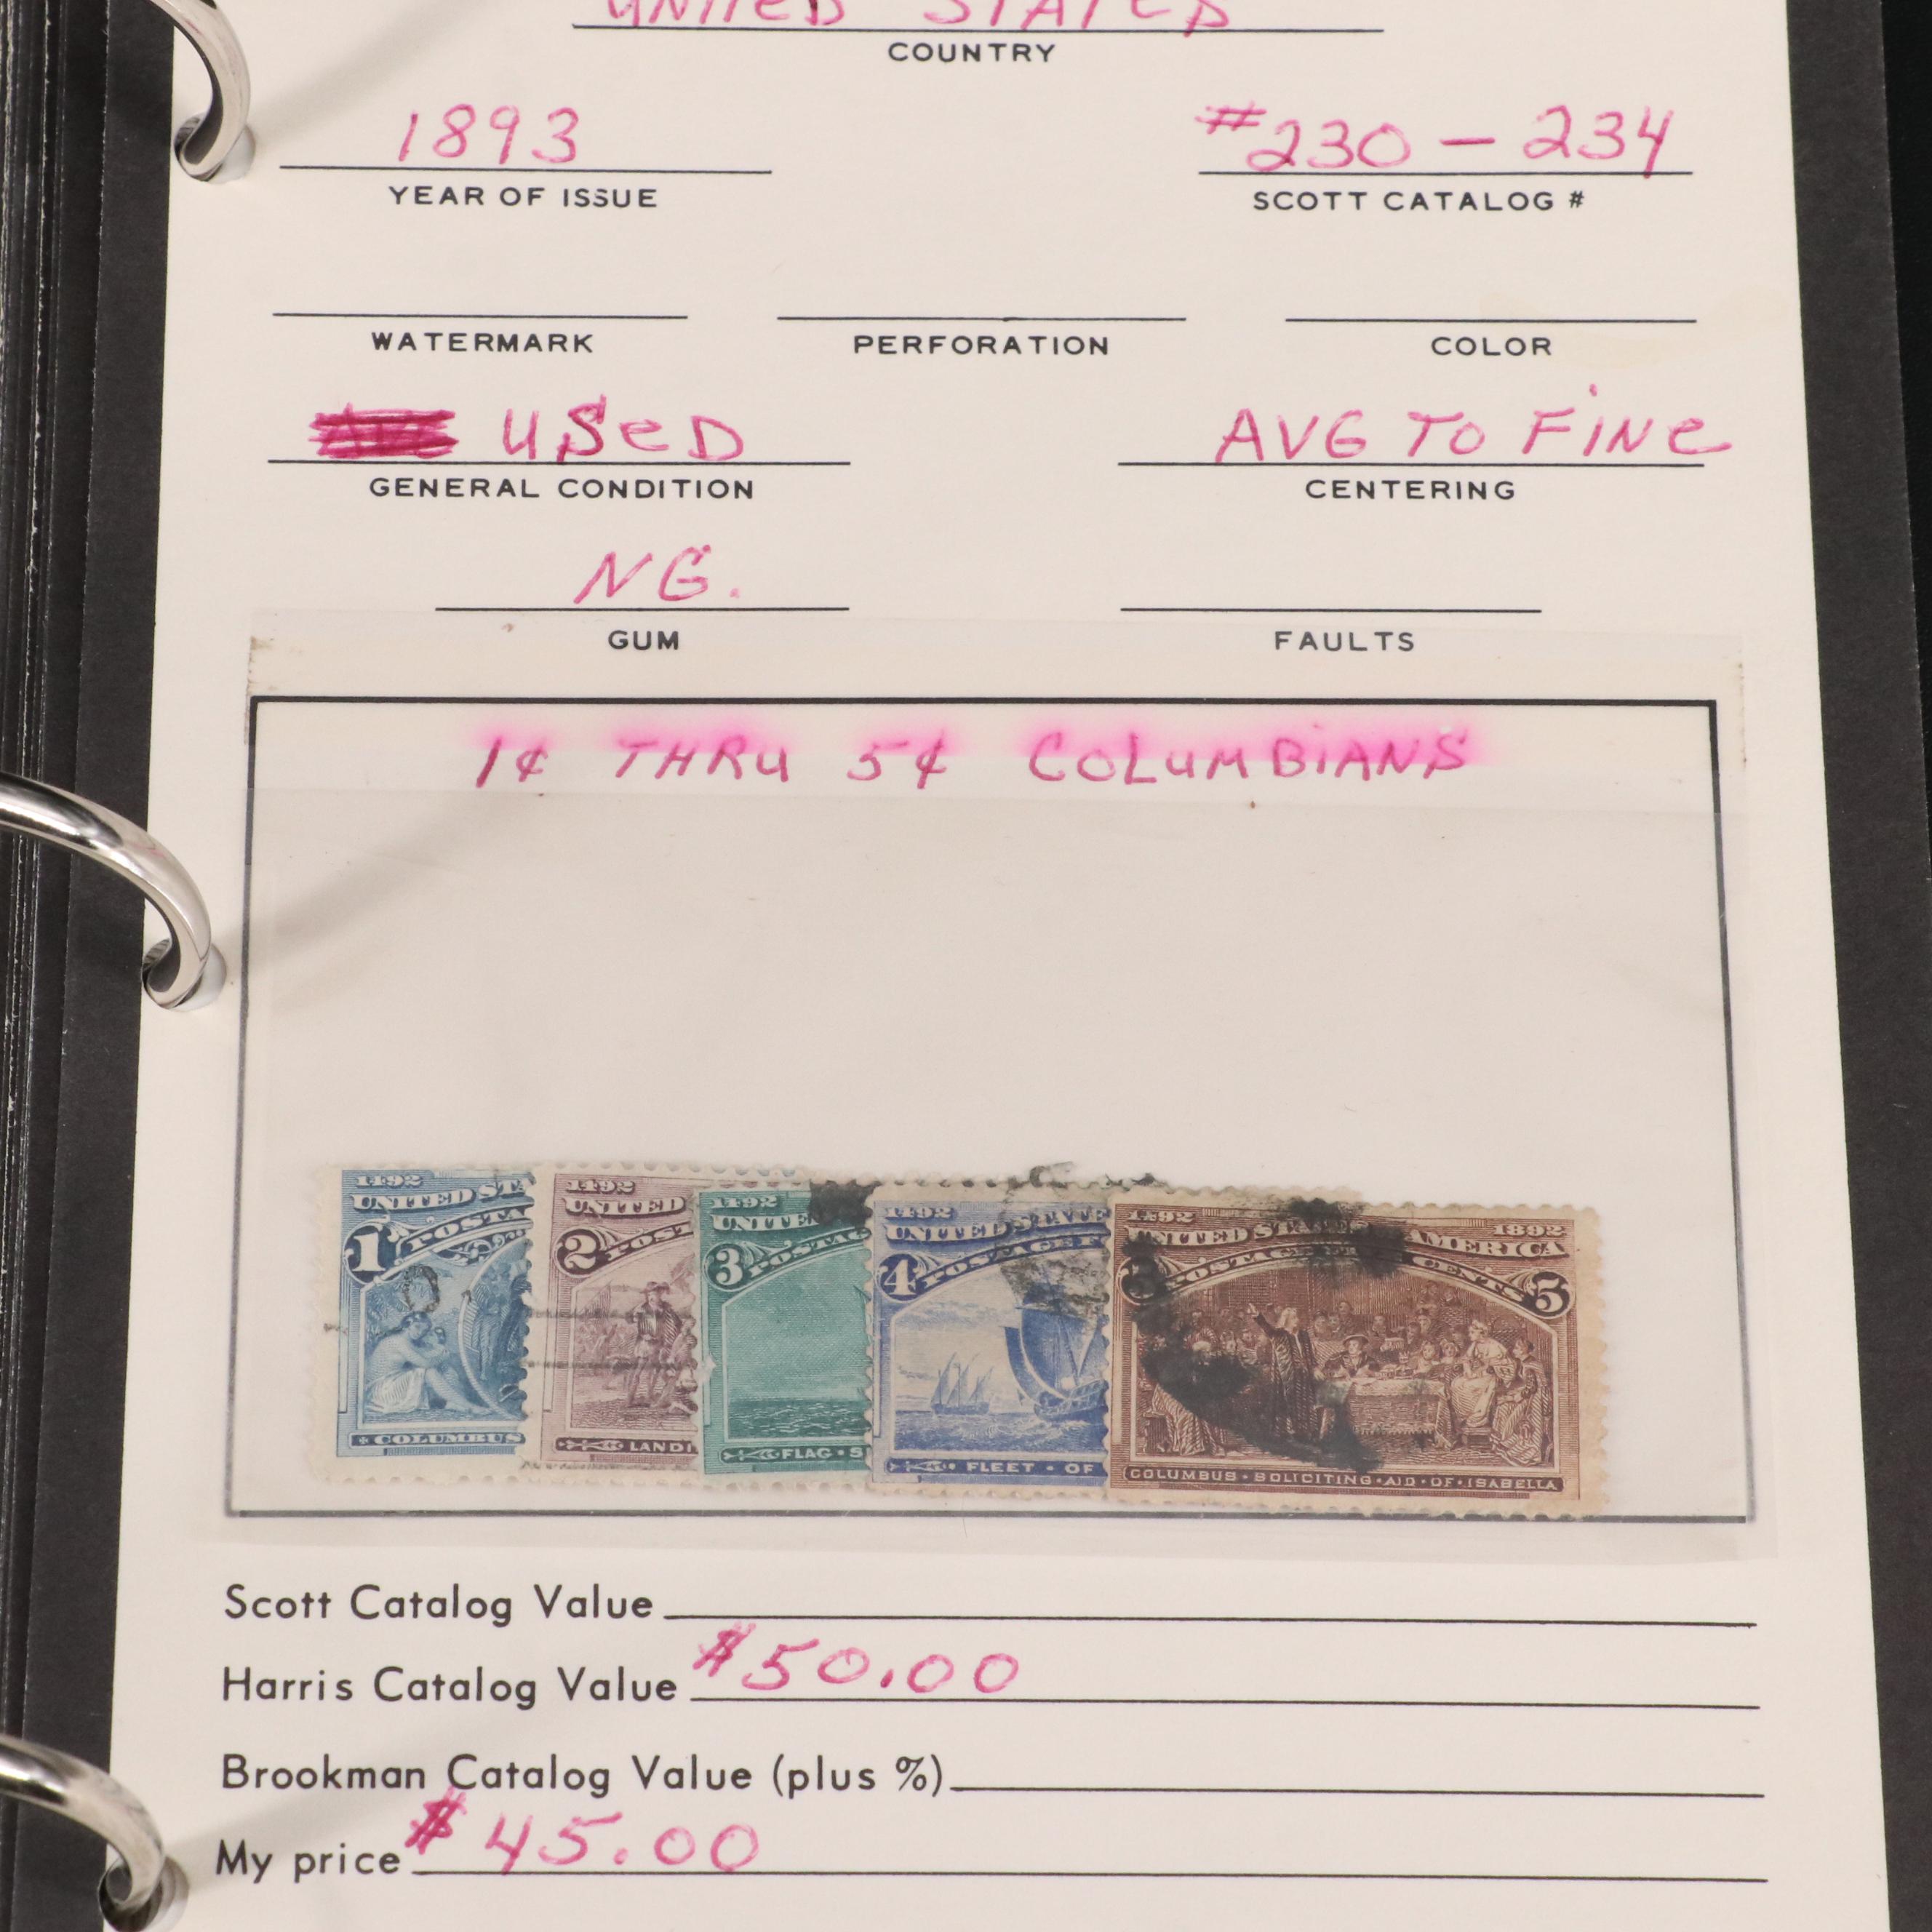 UNITED STATES
COUNTRY
1893 #230 - 234
YEAR OF ISSUE SCOTT CATALOG #
WATERMARK PERFORATION COLOR
USED AVG TO FINE
GENERAL CONDITION CENTERING
NG.
GUM FAULTS
1¢ THRU 5¢ COLUMBIANS
1492
UNITED STA
1 POSTA
COLUMBUS
1492
UNITED
2 POST
LANDI
1492
UNITE
3 POSTAG
FLAG · S
1492
UNITED STATE
4 POSTAGE F
FLEET · OF
1492 1892
UNITED STATES AMERICA
5 POSTAGE CENTS 5
COLUMBUS · SOLICITING · AID · OF · ISABELLA
Scott Catalog Value
Harris Catalog Value $50.00
Brookman Catalog Value (plus %)
My price $45.00